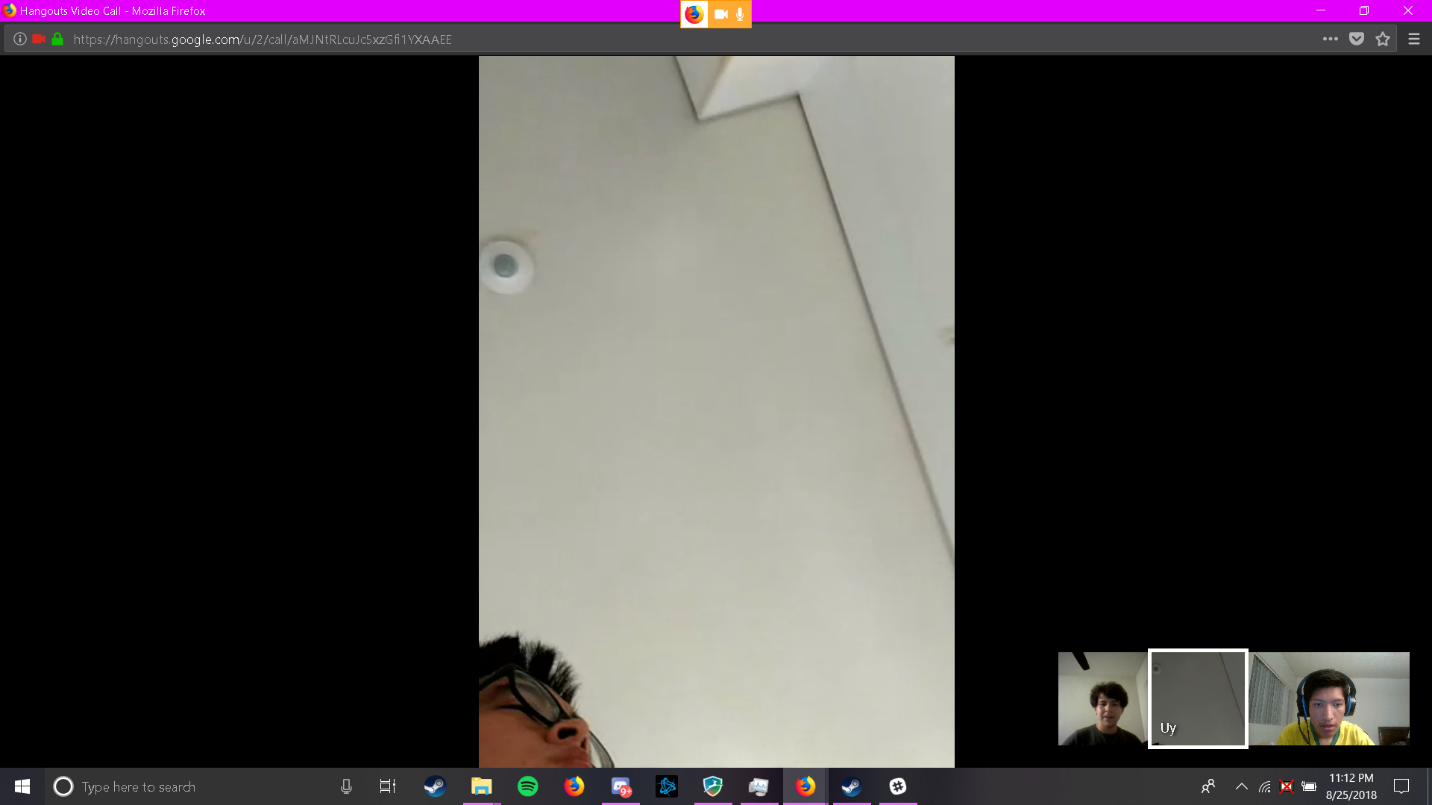 Hangouts Video Call - Mozilla Firefox
https://hangouts.google.com/u/2/call/aMJNtRLcuJc5xzGfi1YXAAEE
Uy
Type here to search
9+
11:12 PM
8/25/2018